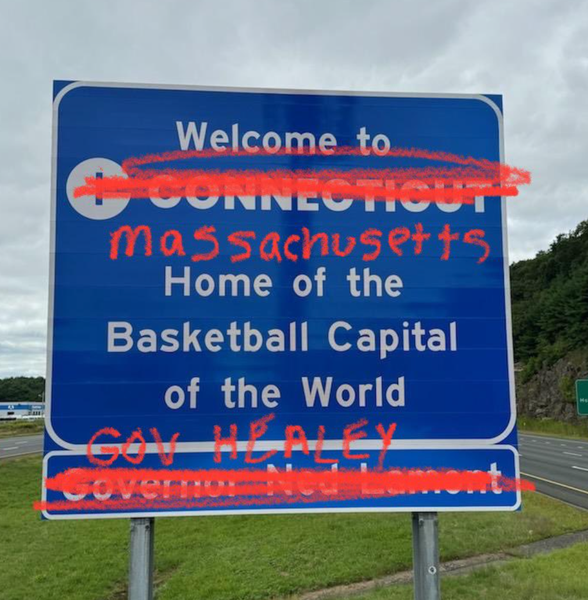 Welcome to
CONNECTICUT
Massachusetts
Home of the
Basketball Capital
of the World
GOV HEALEY
Governor Ned Lamont